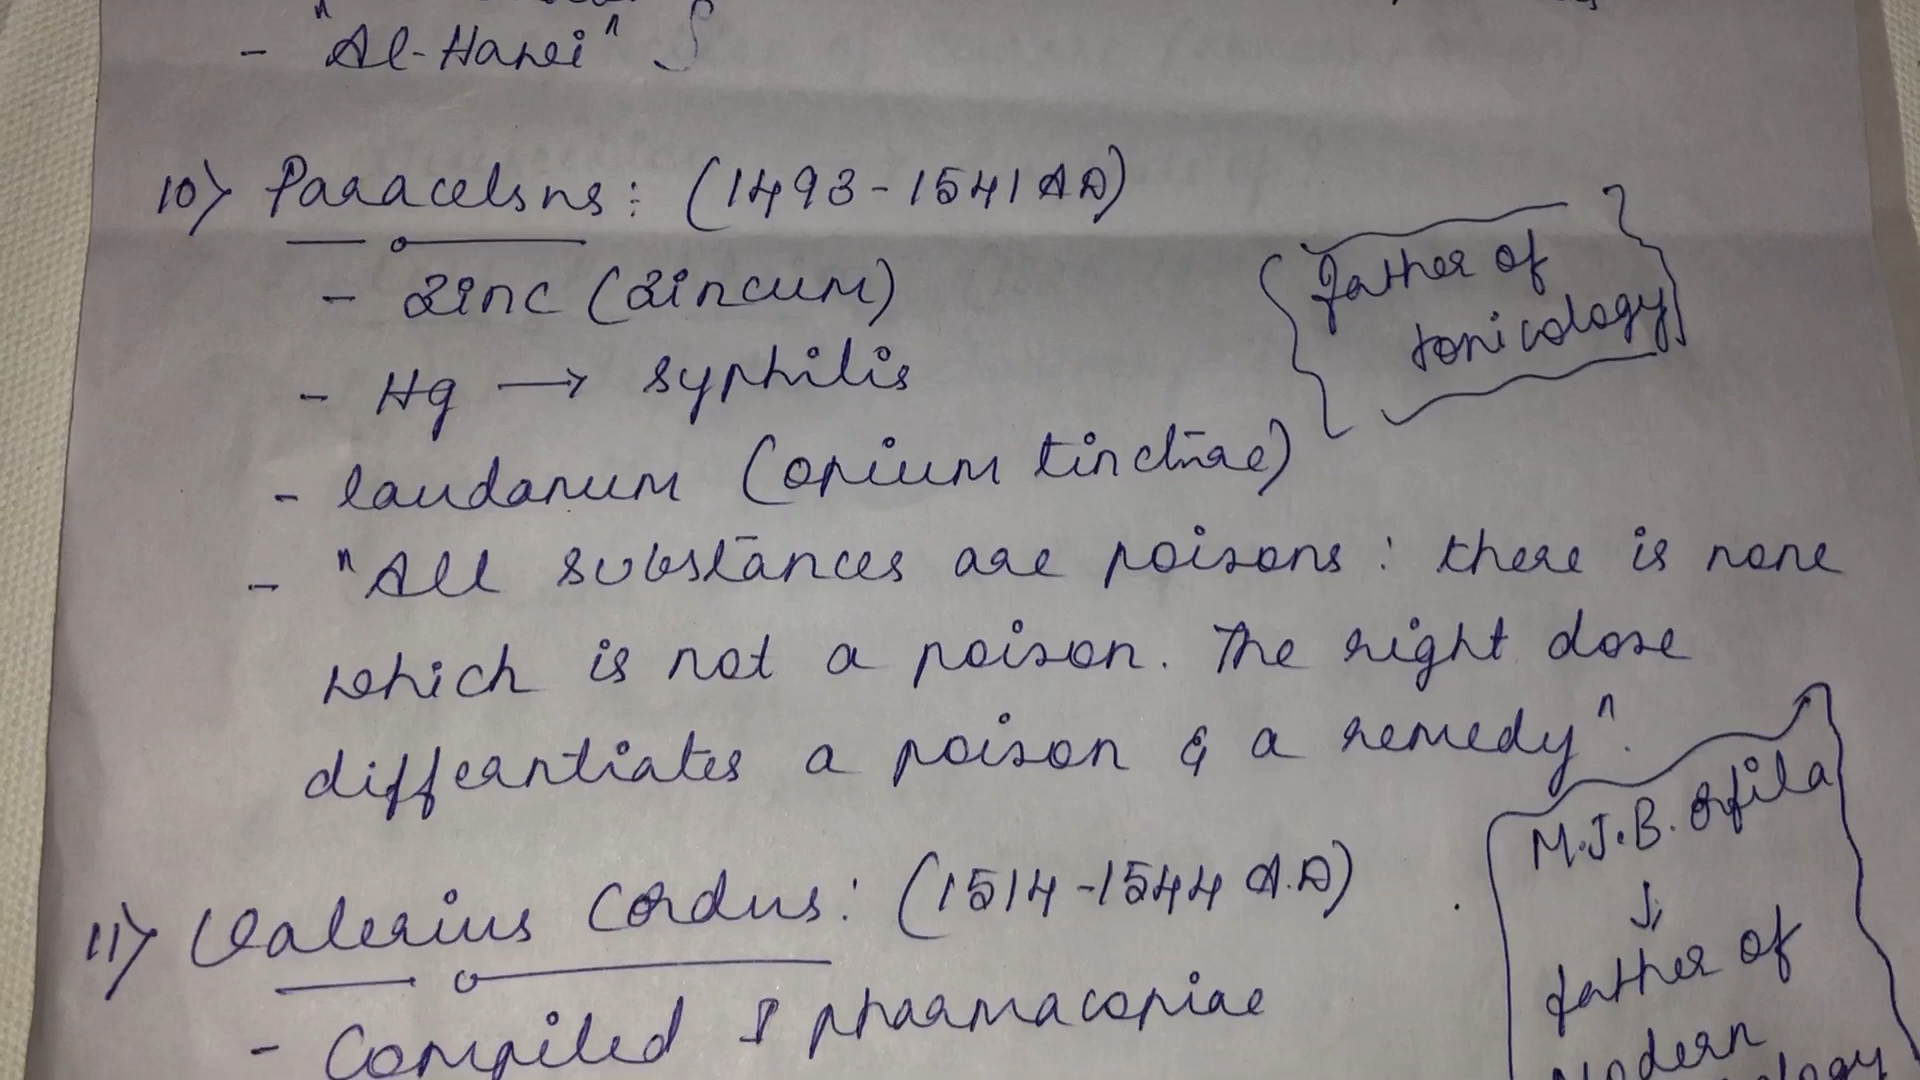 - "Al-Hawi"
10) Paracelsus: (1493-1541 AD)
- Zinc (Zincum)
father of
toxicology
- Hg → syphilis
- laudanum (opium tincture)
- "All substances are poisons: there is none
which is not a poison. The right dose
differntiates a poison & a remedy".
M.J.B. Orfila
↓
father of
Modern
11) Valerius Cordus: (1514-1544 A.D)
- Compiled I pharmacopiae